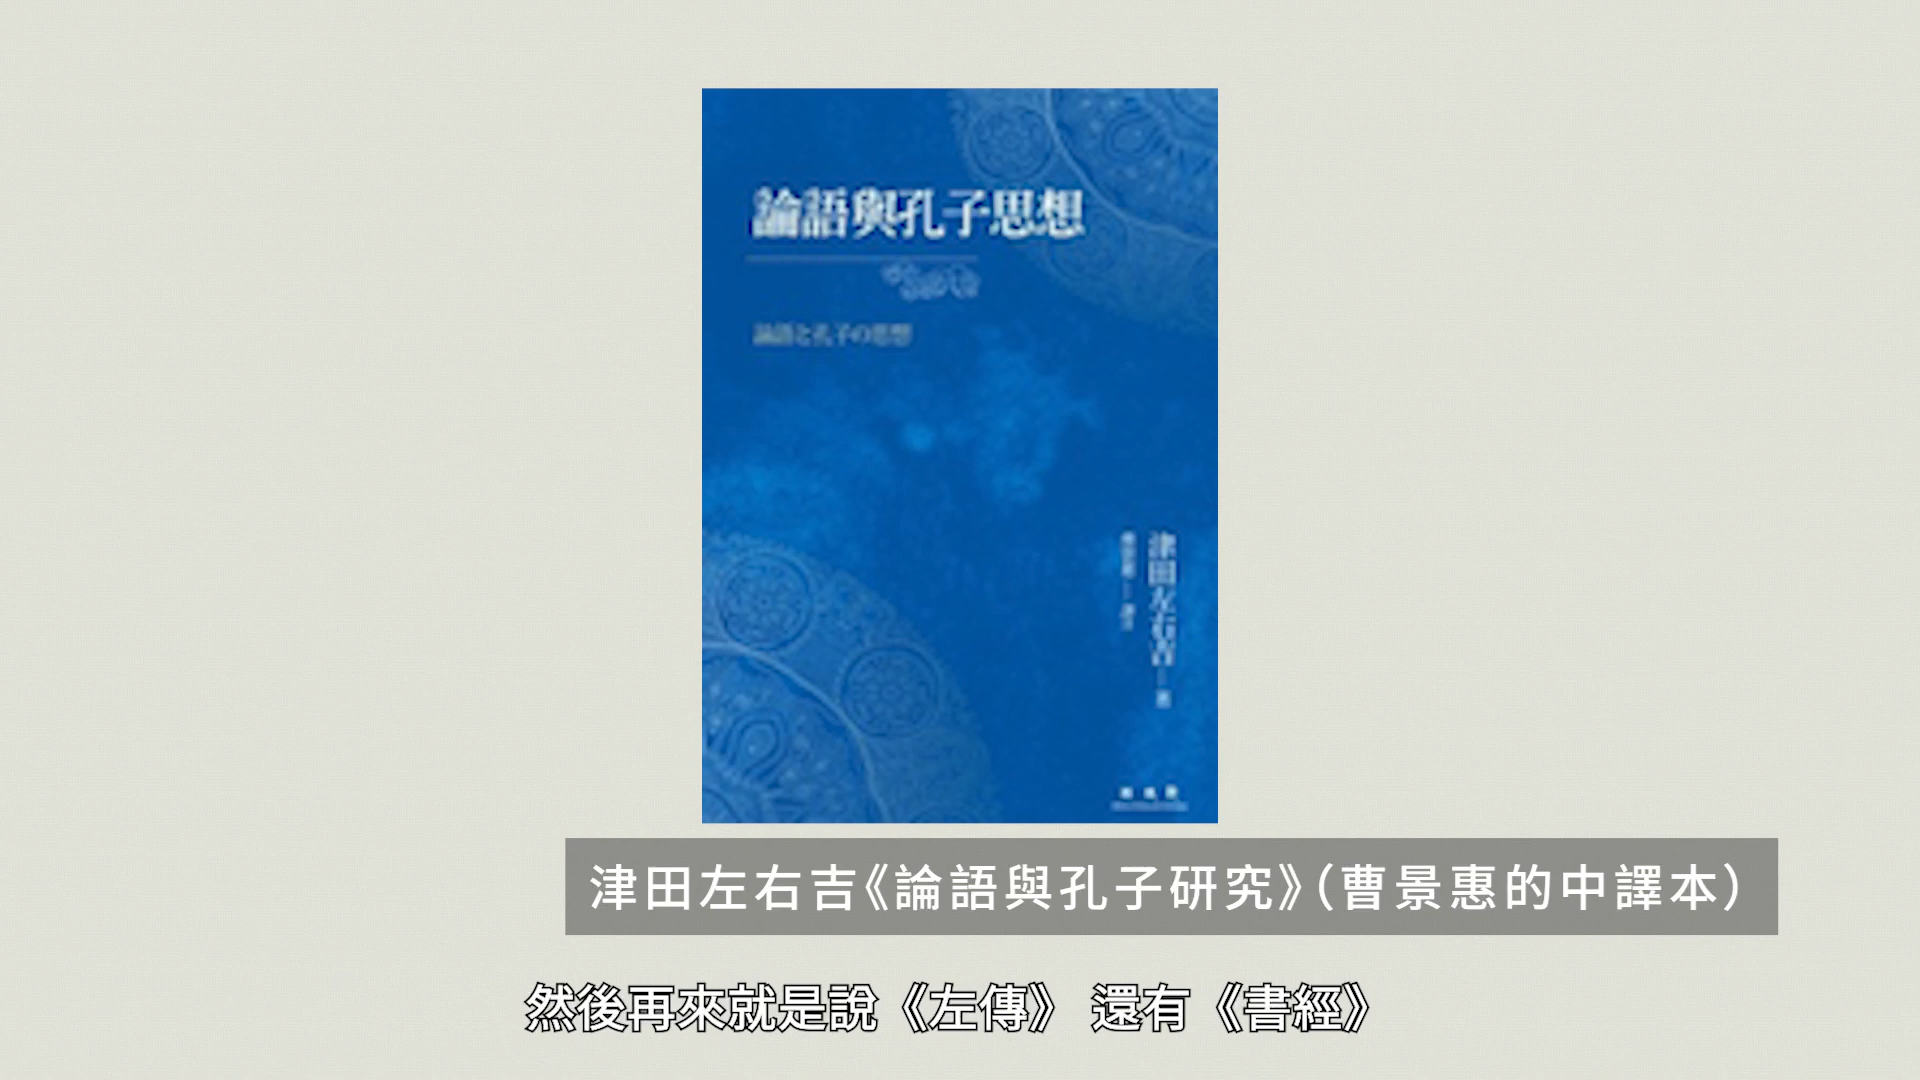 論語與孔子思想
論語と孔子の思想
津田左右吉 著
津田左右吉《論語與孔子研究》(曹景惠的中譯本)
然後再來就是說《左傳》 還有《書經》